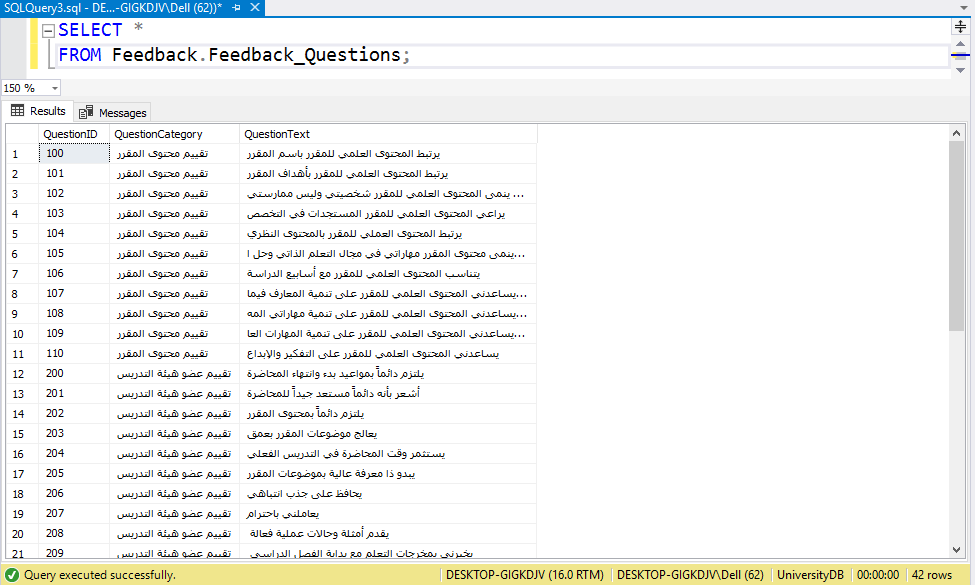 SQLQuery3.sql - DE...-GIGKDJV\Dell (62))*
SELECT *
FROM Feedback.Feedback_Questions;
150 %
Results Messages
QuestionID QuestionCategory QuestionText
1 100 تقييم محتوى المقرر يرتبط المحتوى العلمي للمقرر باسم المقرر
2 101 تقييم محتوى المقرر يرتبط المحتوى العلمي للمقرر بأهداف المقرر
3 102 تقييم محتوى المقرر ينمى المحتوى العلمي للمقرر شخصيتي وليس ممارستي ...
4 103 تقييم محتوى المقرر يراعي المحتوى العلمي للمقرر المستجدات في التخصص
5 104 تقييم محتوى المقرر يرتبط المحتوى العملي للمقرر بالمحتوى النظري
6 105 تقييم محتوى المقرر ينمى محتوى المقرر مهاراتي في مجال التعلم الذاتي وحل ا...
7 106 تقييم محتوى المقرر يتناسب المحتوى العلمي للمقرر مع أسابيع الدراسة
8 107 تقييم محتوى المقرر يساعدني المحتوى العلمي للمقرر على تنمية المعارف فيما...
9 108 تقييم محتوى المقرر يساعدني المحتوى العلمي للمقرر على تنمية مهاراتي المه...
10 109 تقييم محتوى المقرر يساعدني المحتوى العلمي للمقرر على تنمية المهارات العا...
11 110 تقييم محتوى المقرر يساعدني المحتوى العلمي للمقرر على التفكير والإبداع
12 200 تقييم عضو هيئة التدريس يلتزم دائماً بمواعيد بدء وانتهاء المحاضرة
13 201 تقييم عضو هيئة التدريس أشعر بأنه دائماً مستعد جيداً للمحاضرة
14 202 تقييم عضو هيئة التدريس يلتزم دائماً بمحتوى المقرر
15 203 تقييم عضو هيئة التدريس يعالج موضوعات المقرر بعمق
16 204 تقييم عضو هيئة التدريس يستثمر وقت المحاضرة في التدريس الفعلي
17 205 تقييم عضو هيئة التدريس يبدو ذا معرفة عالية بموضوعات المقرر
18 206 تقييم عضو هيئة التدريس يحافظ على جذب انتباهي
19 207 تقييم عضو هيئة التدريس يعاملني باحترام
20 208 تقييم عضو هيئة التدريس يقدم أمثلة وحالات عملية فعالة
21 209 تقييم عضو هيئة التدريس يخبرني بمخرجات التعلم مع بداية الفصل الدراسي
Query executed successfully. DESKTOP-GIGKDJV (16.0 RTM) DESKTOP-GIGKDJV\Dell (62) UniversityDB 00:00:00 42 rows